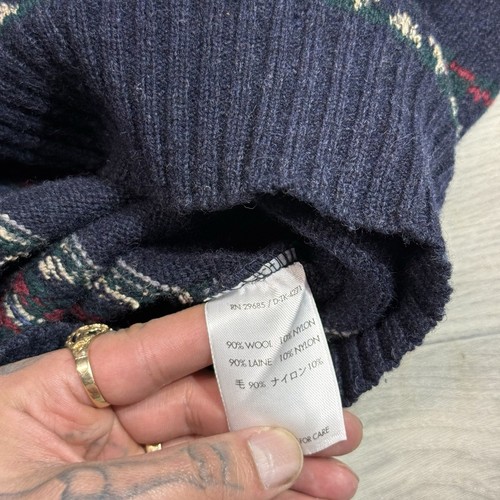 RN 29685 / D-IK-4271
90% WOOL 10% NYLON
90% LAINE 10% NYLON
毛 90% ナイロン 10%
FOR CARE